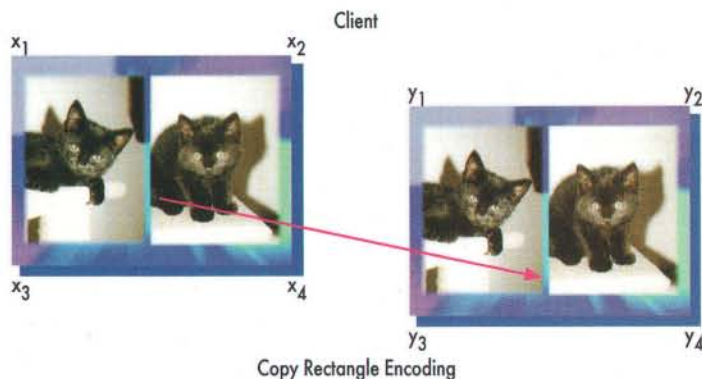 Client
x1 x2
y1 y2
x3 x4
y3 y4
Copy Rectangle Encoding